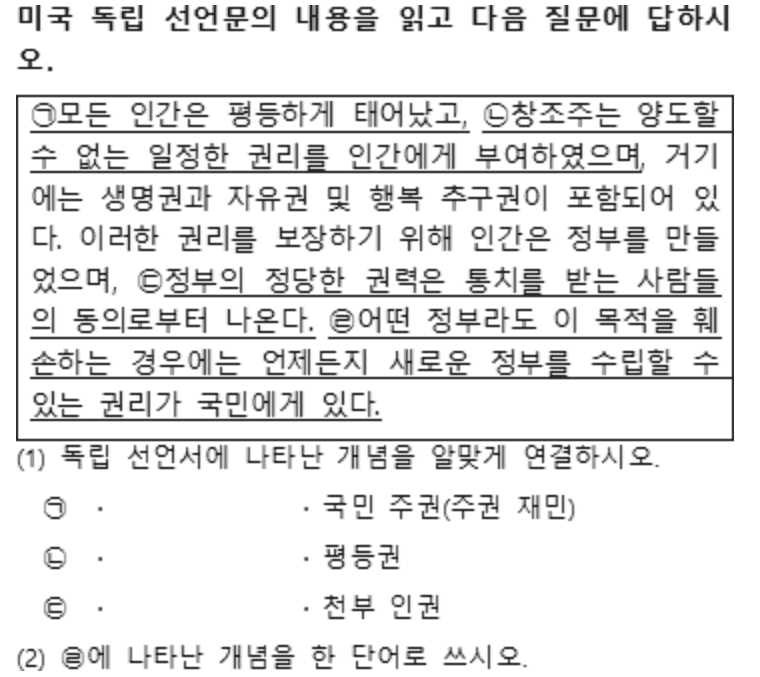 미국 독립 선언문의 내용을 읽고 다음 질문에 답하시
오.
㉠모든 인간은 평등하게 태어났고, ㉡창조주는 양도할
수 없는 일정한 권리를 인간에게 부여하였으며, 거기
에는 생명권과 자유권 및 행복 추구권이 포함되어 있
다. 이러한 권리를 보장하기 위해 인간은 정부를 만들
었으며, ㉢정부의 정당한 권력은 통치를 받는 사람들
의 동의로부터 나온다. ㉣어떤 정부라도 이 목적을 훼
손하는 경우에는 언제든지 새로운 정부를 수립할 수
있는 권리가 국민에게 있다.
(1) 독립 선언서에 나타난 개념을 알맞게 연결하시오.
㉠ · · 국민 주권(주권 재민)
㉡ · · 평등권
㉢ · · 천부 인권
(2) ㉣에 나타난 개념을 한 단어로 쓰시오.